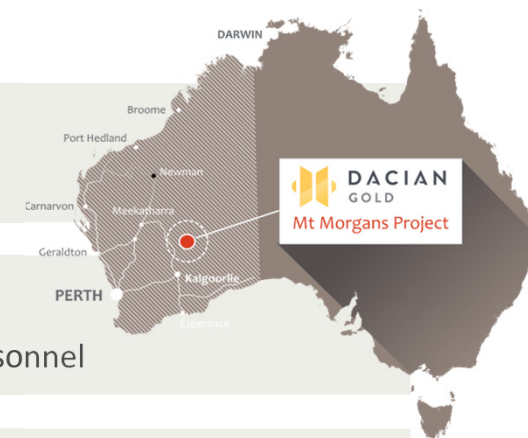 DARWIN
Broome
Port Hedland
Newman
Carnarvon
Meekatharra
DACIAN
GOLD
Mt Morgans Project
Geraldton
Kalgoorlie
PERTH
Esperance
sonnel